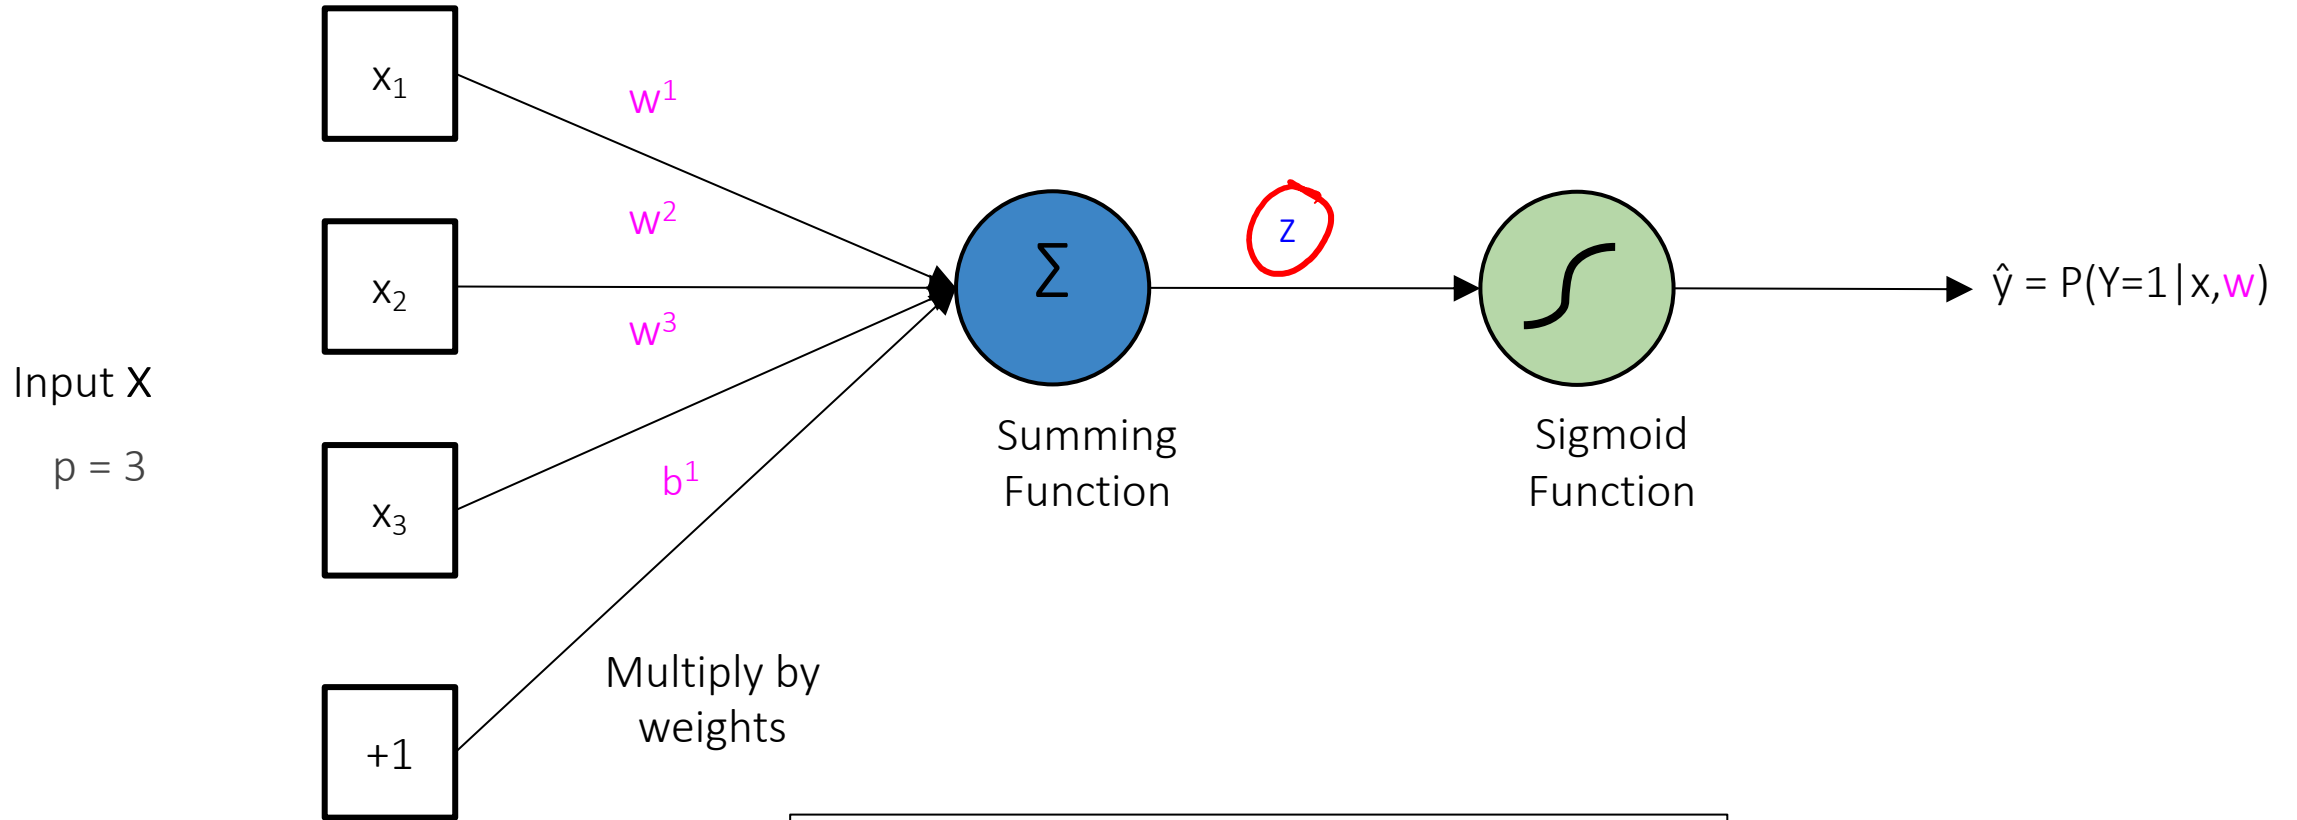 x₁
w¹
w²
z
x₂
Σ
ŷ = P(Y=1|x,w)
w³
Input X
p = 3
x₃
b¹
Summing
Function
Sigmoid
Function
Multiply by
weights
+1